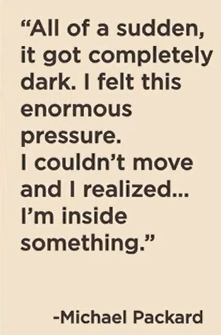 “All of a sudden,
it got completely
dark. I felt this
enormous
pressure.
I couldn’t move
and I realized...
I’m inside
something.”
-Michael Packard